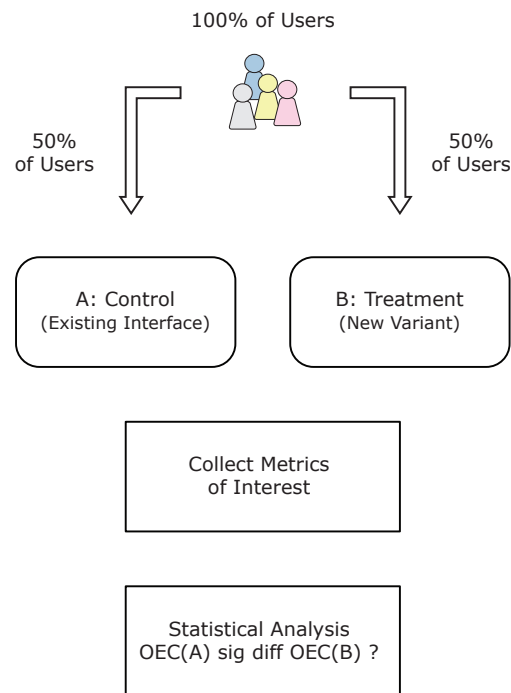 100% of Users
50%
of Users
50%
of Users
A: Control
(Existing Interface)
B: Treatment
(New Variant)
Collect Metrics
of Interest
Statistical Analysis
OEC(A) sig diff OEC(B) ?